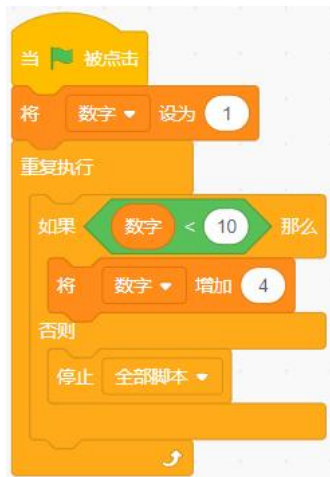 当 被点击
将 数字 设为 1
重复执行
如果 数字 < 10 那么
将 数字 增加 4
否则
停止 全部脚本